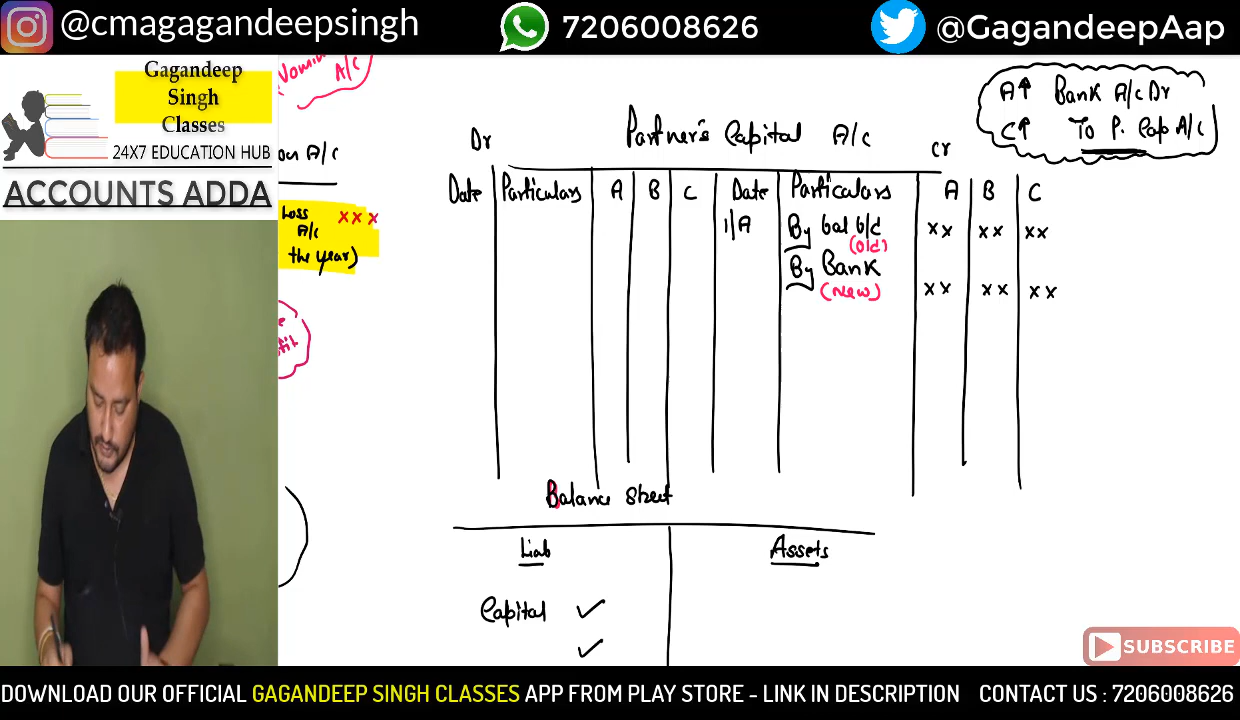 @cmagagandeepsingh 7206008626 @GagandeepAap
Gagandeep
Singh
Classes
24X7 EDUCATION HUB
ACCOUNTS ADDA
A/C
A/C
Loss xxx
A/c
the year)
A↑ Bank A/c Dr
C↑ To P. Cap A/c
Dr Partner's Capital A/c Cr
Date Particulars A B C Date Particulars A B C
1/A By bal b/d xx xx xx
(old)
By Bank
(new) xx xx xx
Balance Sheet
Liab Assets
Capital ✓
✓
SUBSCRIBE
DOWNLOAD OUR OFFICIAL GAGANDEEP SINGH CLASSES APP FROM PLAY STORE - LINK IN DESCRIPTION CONTACT US : 7206008626